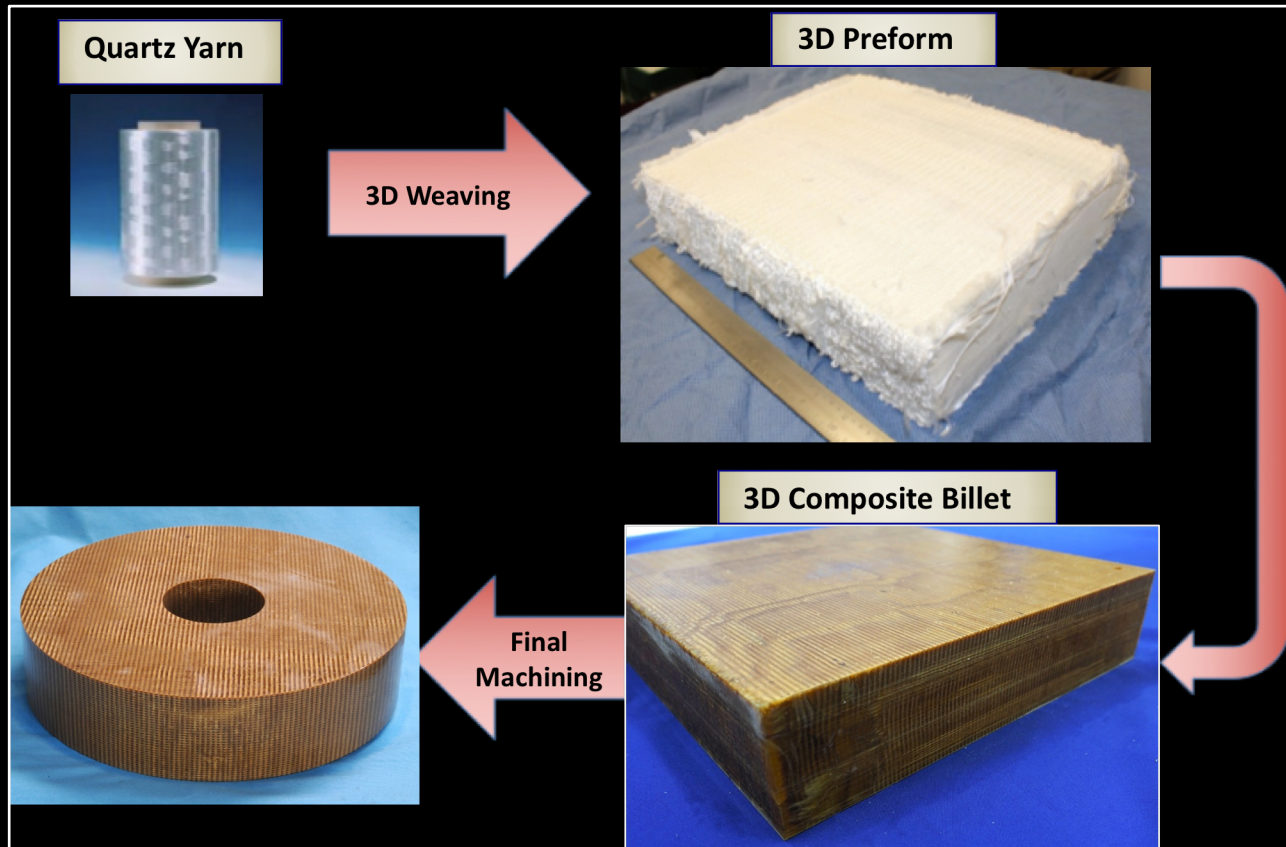 Quartz Yarn
3D Preform
3D Weaving
3D Composite Billet
Final
Machining